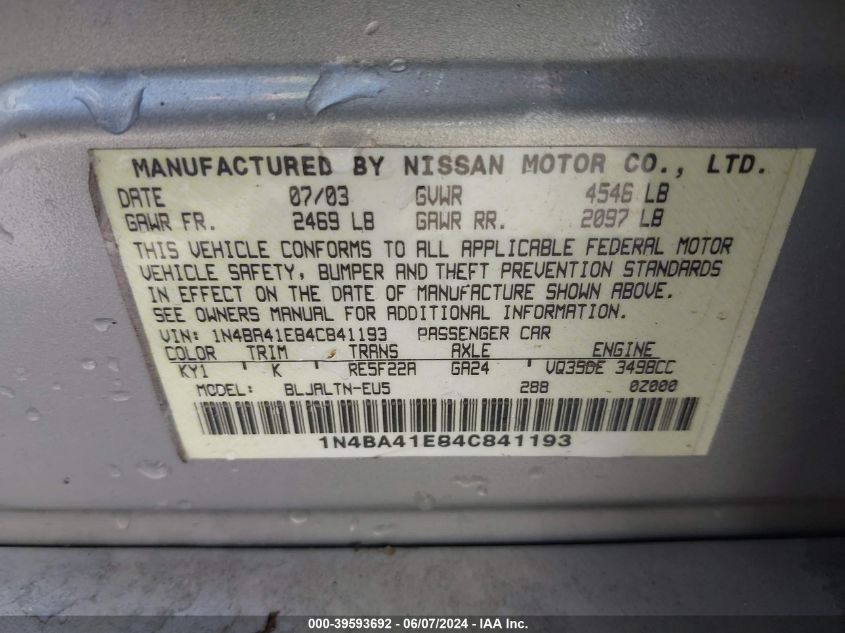 MANUFACTURED BY NISSAN MOTOR CO., LTD.
DATE 07/03 GVWR 4546 LB
GAWR FR. 2469 LB GAWR RR. 2097 LB
THIS VEHICLE CONFORMS TO ALL APPLICABLE FEDERAL MOTOR
VEHICLE SAFETY, BUMPER AND THEFT PREVENTION STANDARDS
IN EFFECT ON THE DATE OF MANUFACTURE SHOWN ABOVE.
SEE OWNERS MANUAL FOR ADDITIONAL INFORMATION.
VIN: 1N4BA41E84C841193 PASSENGER CAR
COLOR TRIM TRANS AXLE ENGINE
KY1 K RE5F22A GA24 VQ35DE 3498CC
MODEL: BLJALTN-EU5 28B 0Z000
1N4BA41E84C841193
000-39593692 - 06/07/2024 - IAA Inc.